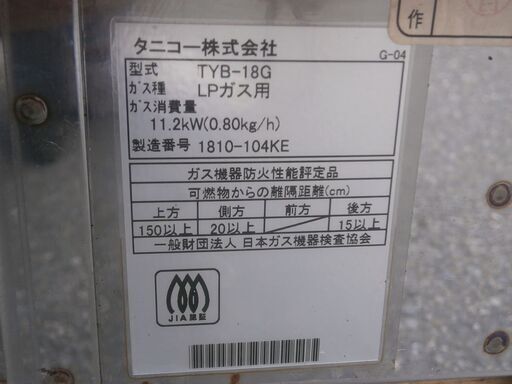 作
タニコー株式会社
G-04
型式 TYB-18G
ガス種 LPガス用
ガス消費量
11.2kW(0.80kg/h)
製造番号 1810-104KE
ガス機器防火性能評定品
可燃物からの離隔距離(cm)
上方 側方 前方 後方
150以上 20以上 15以上
一般財団法人 日本ガス機器検査協会
JIA認証